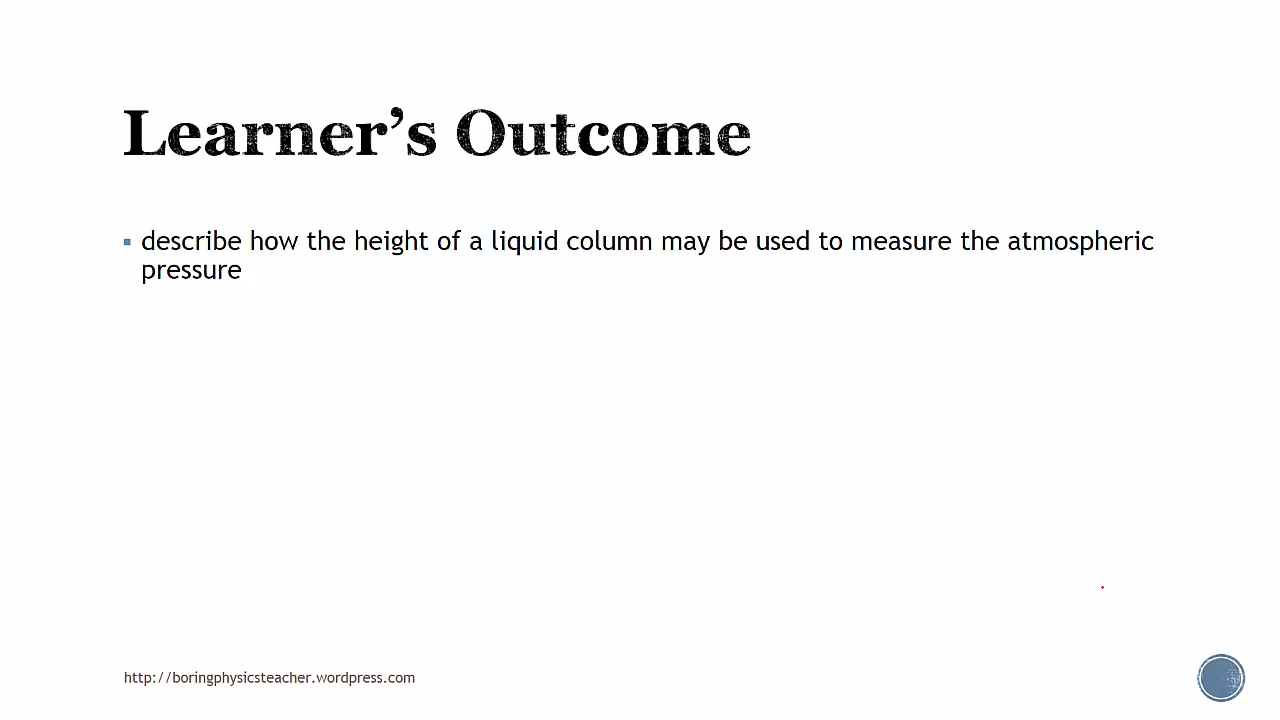 Learner’s Outcome
describe how the height of a liquid column may be used to measure the atmospheric
pressure
http://boringphysicsteacher.wordpress.com